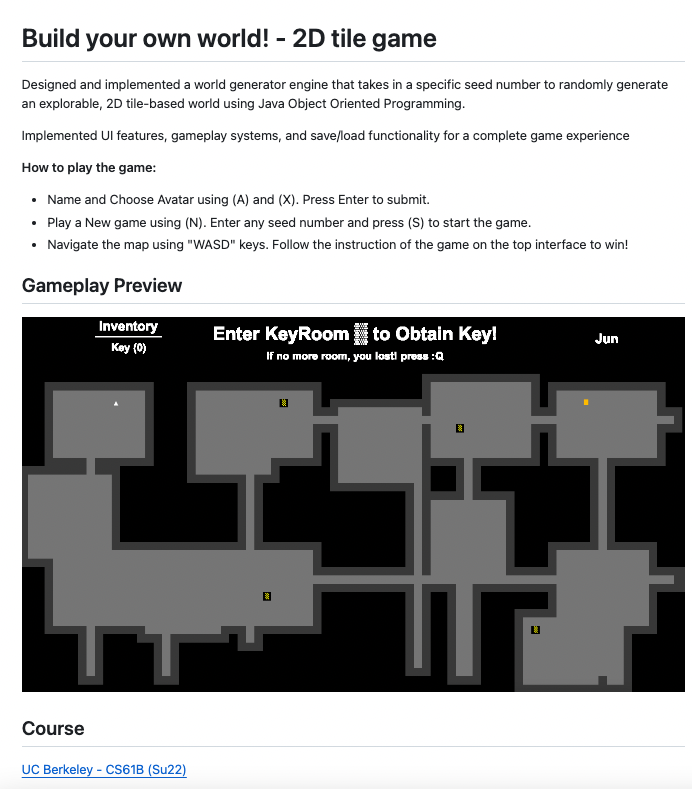 Build your own world! - 2D tile game
Designed and implemented a world generator engine that takes in a specific seed number to randomly generate
an explorable, 2D tile-based world using Java Object Oriented Programming.
Implemented UI features, gameplay systems, and save/load functionality for a complete game experience
How to play the game:
• Name and Choose Avatar using (A) and (X). Press Enter to submit.
• Play a New game using (N). Enter any seed number and press (S) to start the game.
• Navigate the map using "WASD" keys. Follow the instruction of the game on the top interface to win!
Gameplay Preview
Inventory
Key (0)
Enter KeyRoom ▒ to Obtain Key!
If no more room, you lost! press :Q
Jun
Course
UC Berkeley - CS61B (Su22)